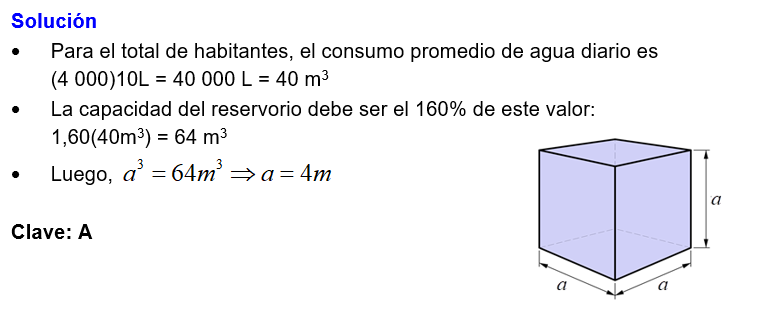 Solución
• Para el total de habitantes, el consumo promedio de agua diario es
(4 000)10L = 40 000 L = 40 m³
• La capacidad del reservorio debe ser el 160% de este valor:
1,60(40m³) = 64 m³
• Luego, a³ = 64m³ ⇒ a = 4m
a
Clave: A
a
a